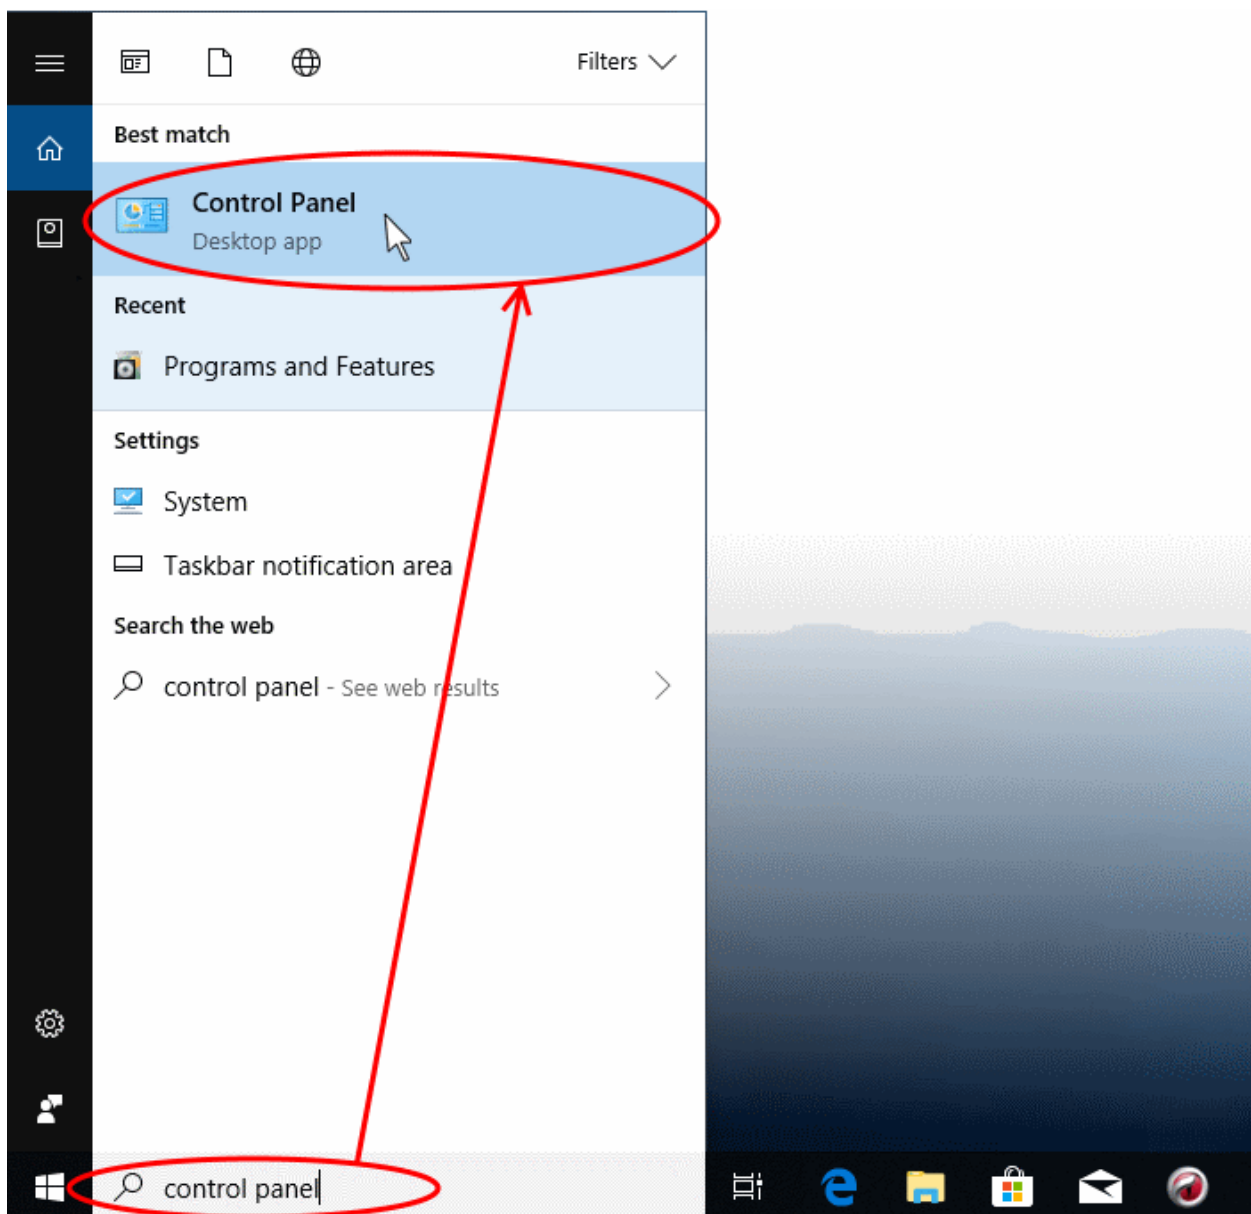 Filters
Best match
Control Panel
Desktop app
Recent
Programs and Features
Settings
System
Taskbar notification area
Search the web
control panel - See web results
control panel